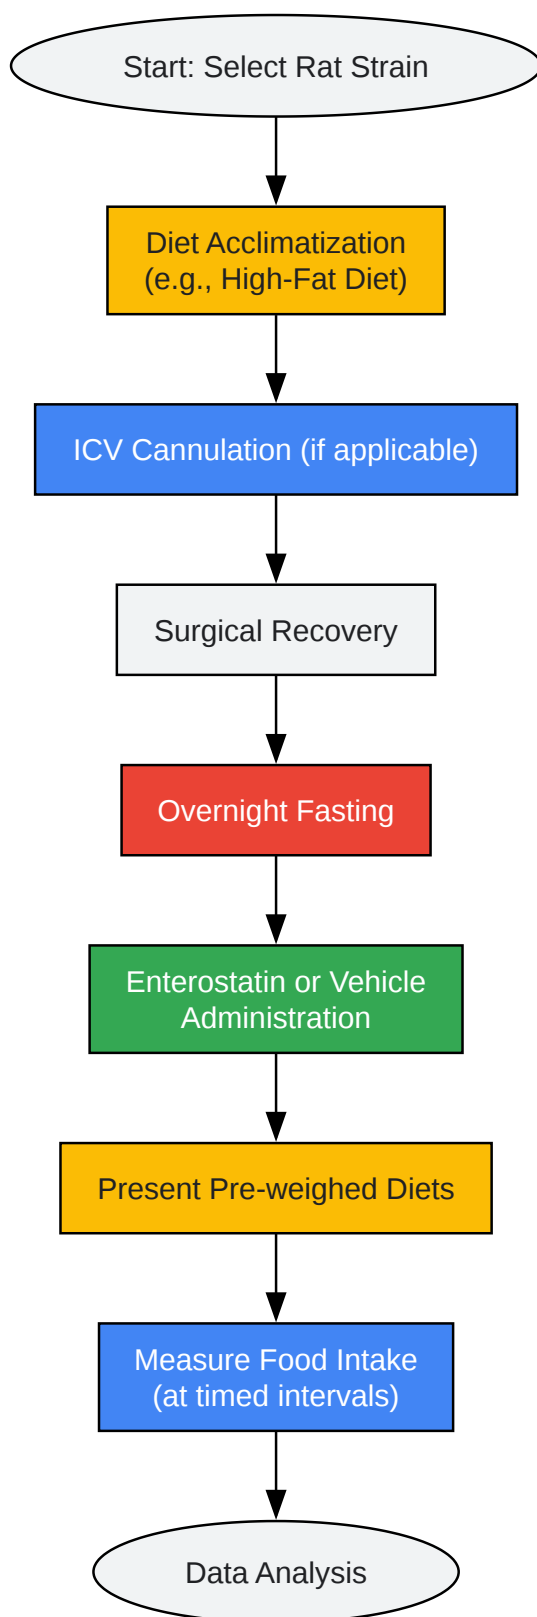 Start: Select Rat Strain
Diet Acclimatization
(e.g., High-Fat Diet)
ICV Cannulation (if applicable)
Surgical Recovery
Overnight Fasting
Enterostatin or Vehicle
Administration
Present Pre-weighed Diets
Measure Food Intake
(at timed intervals)
Data Analysis